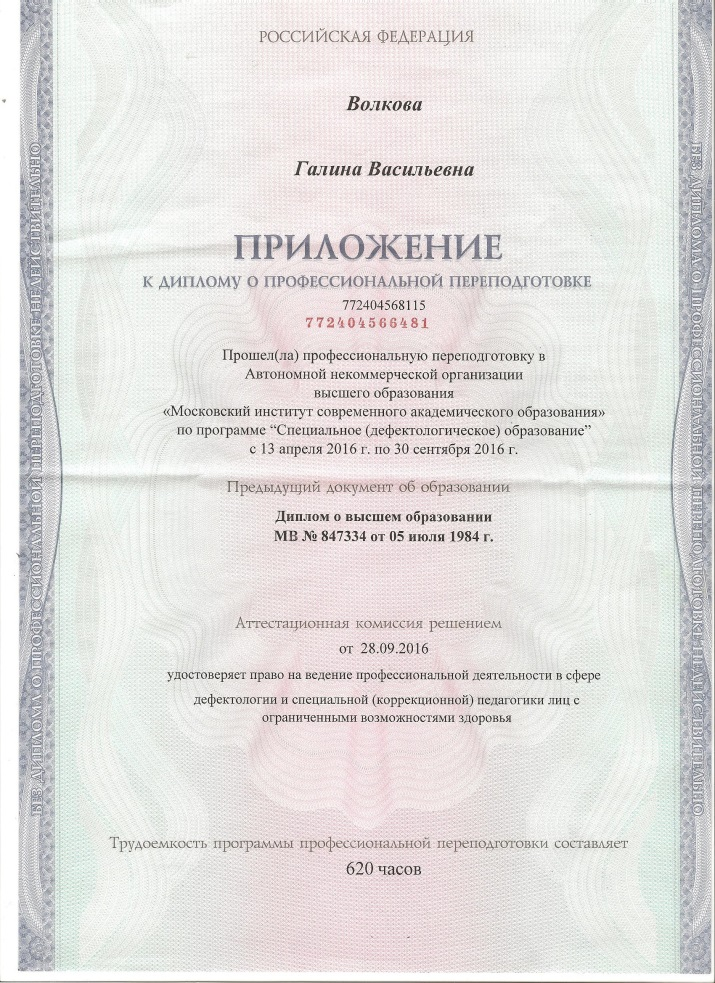 РОССИЙСКАЯ ФЕДЕРАЦИЯ
Волкова
Галина Васильевна
ПРИЛОЖЕНИЕ
К ДИПЛОМУ О ПРОФЕССИОНАЛЬНОЙ ПЕРЕПОДГОТОВКЕ
772404568115
772404566481
Прошел(ла) профессиональную переподготовку в
Автономной некоммерческой организации
высшего образования
«Московский институт современного академического образования»
по программе “Специальное (дефектологическое) образование”
с 13 апреля 2016 г. по 30 сентября 2016 г.
Предыдущий документ об образовании
Диплом о высшем образовании
МВ № 847334 от 05 июля 1984 г.
Аттестационная комиссия решением
от 28.09.2016
удостоверяет право на ведение профессиональной деятельности в сфере
дефектологии и специальной (коррекционной) педагогики лиц с
ограниченными возможностями здоровья
Трудоемкость программы профессиональной переподготовки составляет
620 часов
БЕЗ ДИПЛОМА О ПРОФЕССИОНАЛЬНОЙ ПЕРЕПОДГОТОВКЕ НЕДЕЙСТВИТЕЛЬНО
БЕЗ ДИПЛОМА О ПРОФЕССИОНАЛЬНОЙ ПЕРЕПОДГОТОВКЕ НЕДЕЙСТВИТЕЛЬНО